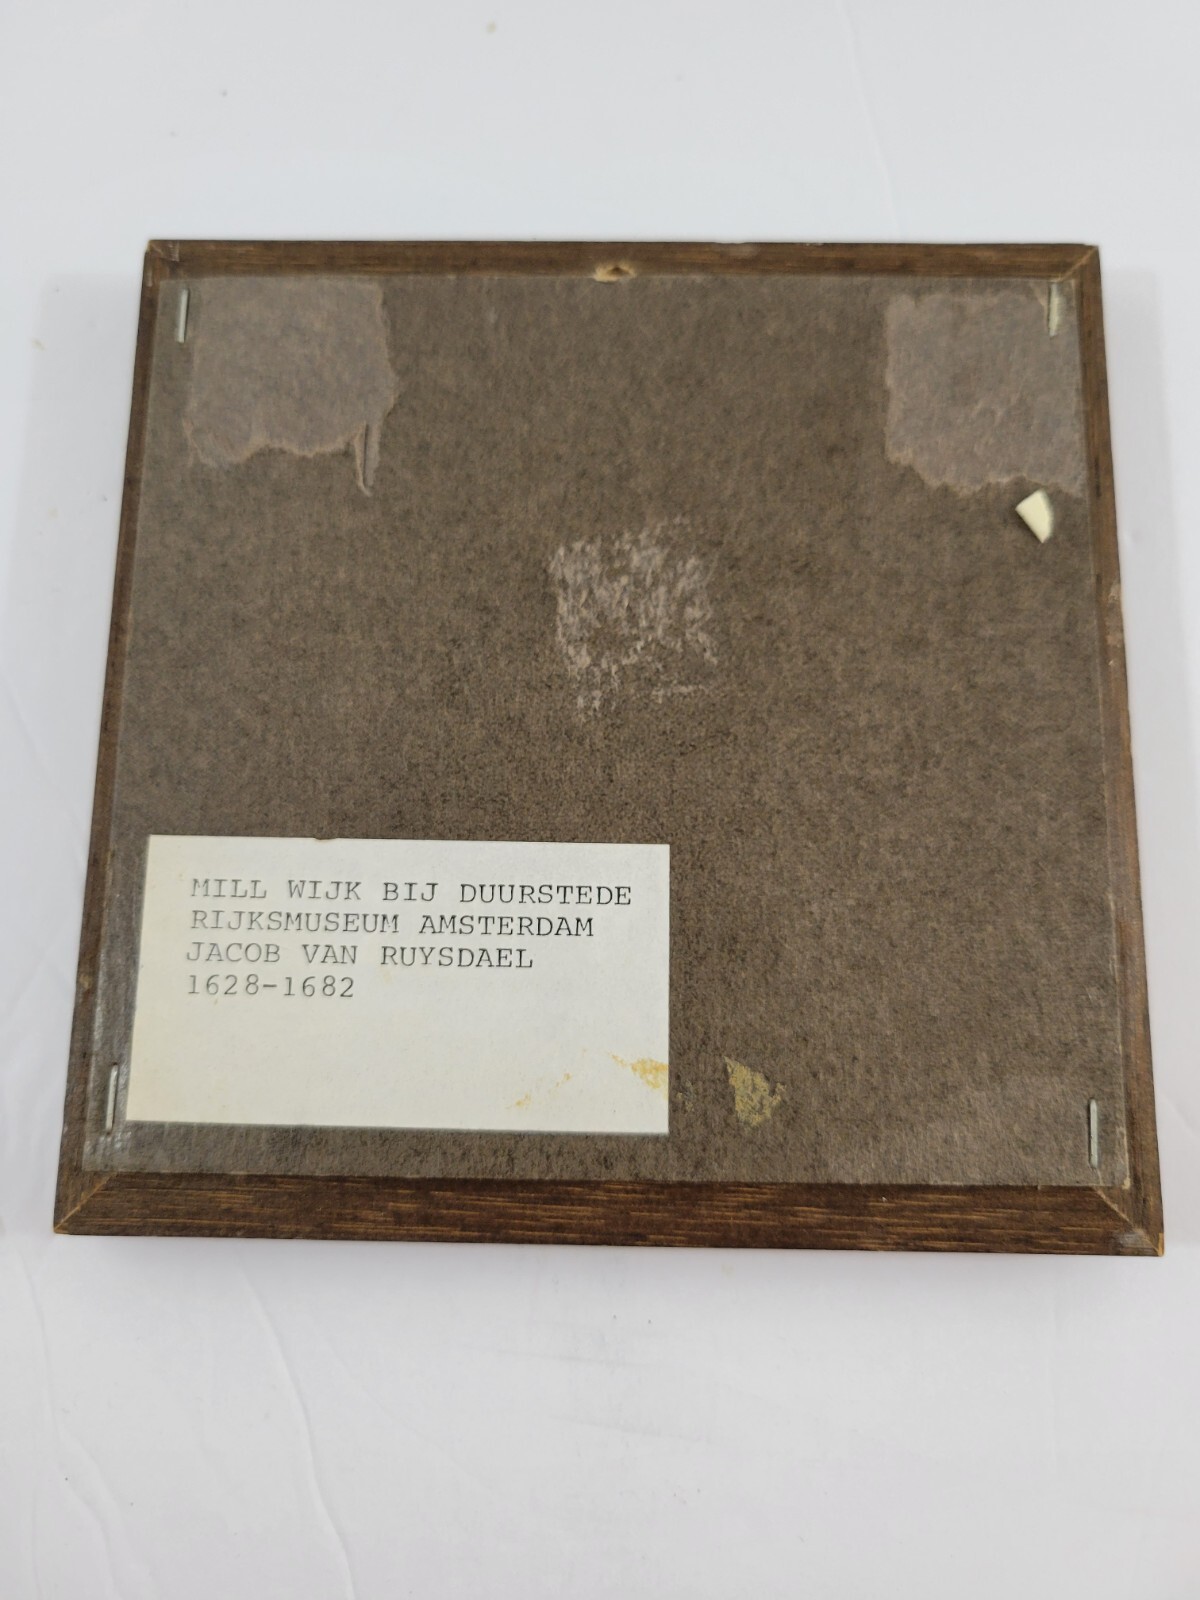 MILL WIJK BIJ DUURSTEDE
RIJKSMUSEUM AMSTERDAM
JACOB VAN RUYSDAEL
1628-1682